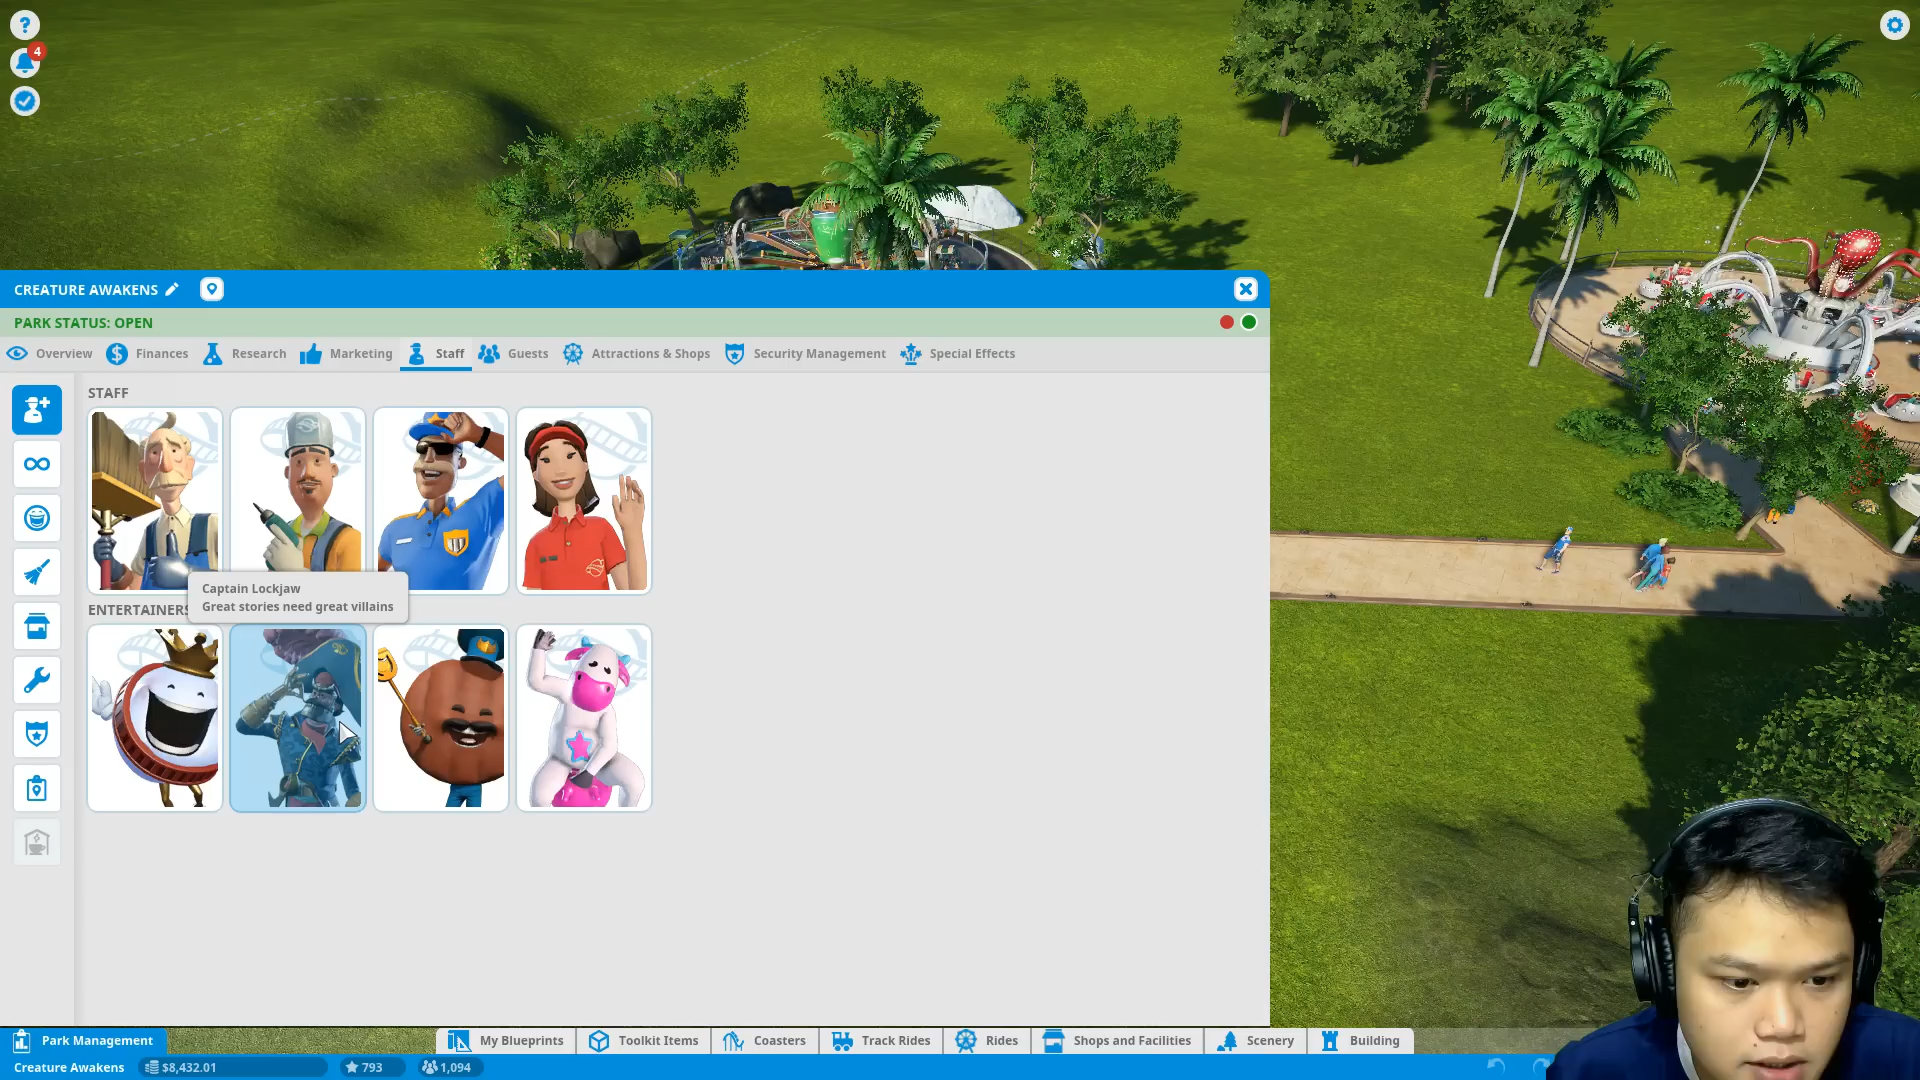 ?
4
CREATURE AWAKENS
PARK STATUS: OPEN
Overview Finances Research Marketing Staff Guests Attractions & Shops Security Management Special Effects
STAFF
Captain Lockjaw
Great stories need great villains
ENTERTAINERS
Park Management
My Blueprints Toolkit Items Coasters Track Rides Rides Shops and Facilities Scenery Building
Creature Awakens $8,432.01 793 1,094